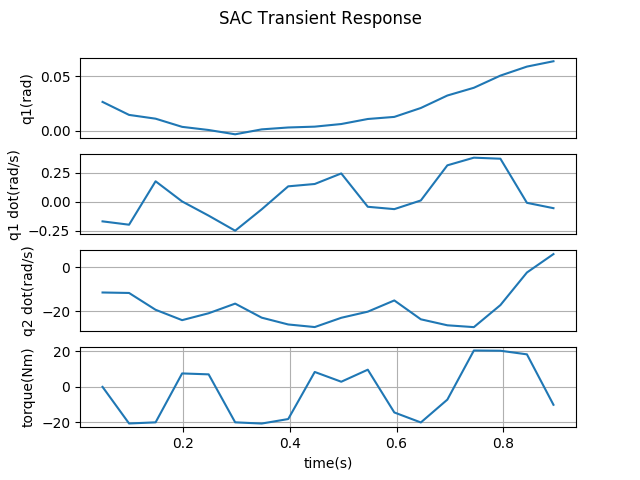 SAC Transient Response
q1(rad)
0.05
0.00
q1 dot(rad/s)
0.25
0.00
−0.25
q2 dot(rad/s)
0
−20
torque(Nm)
20
0
−20
0.2 0.4 0.6 0.8
time(s)